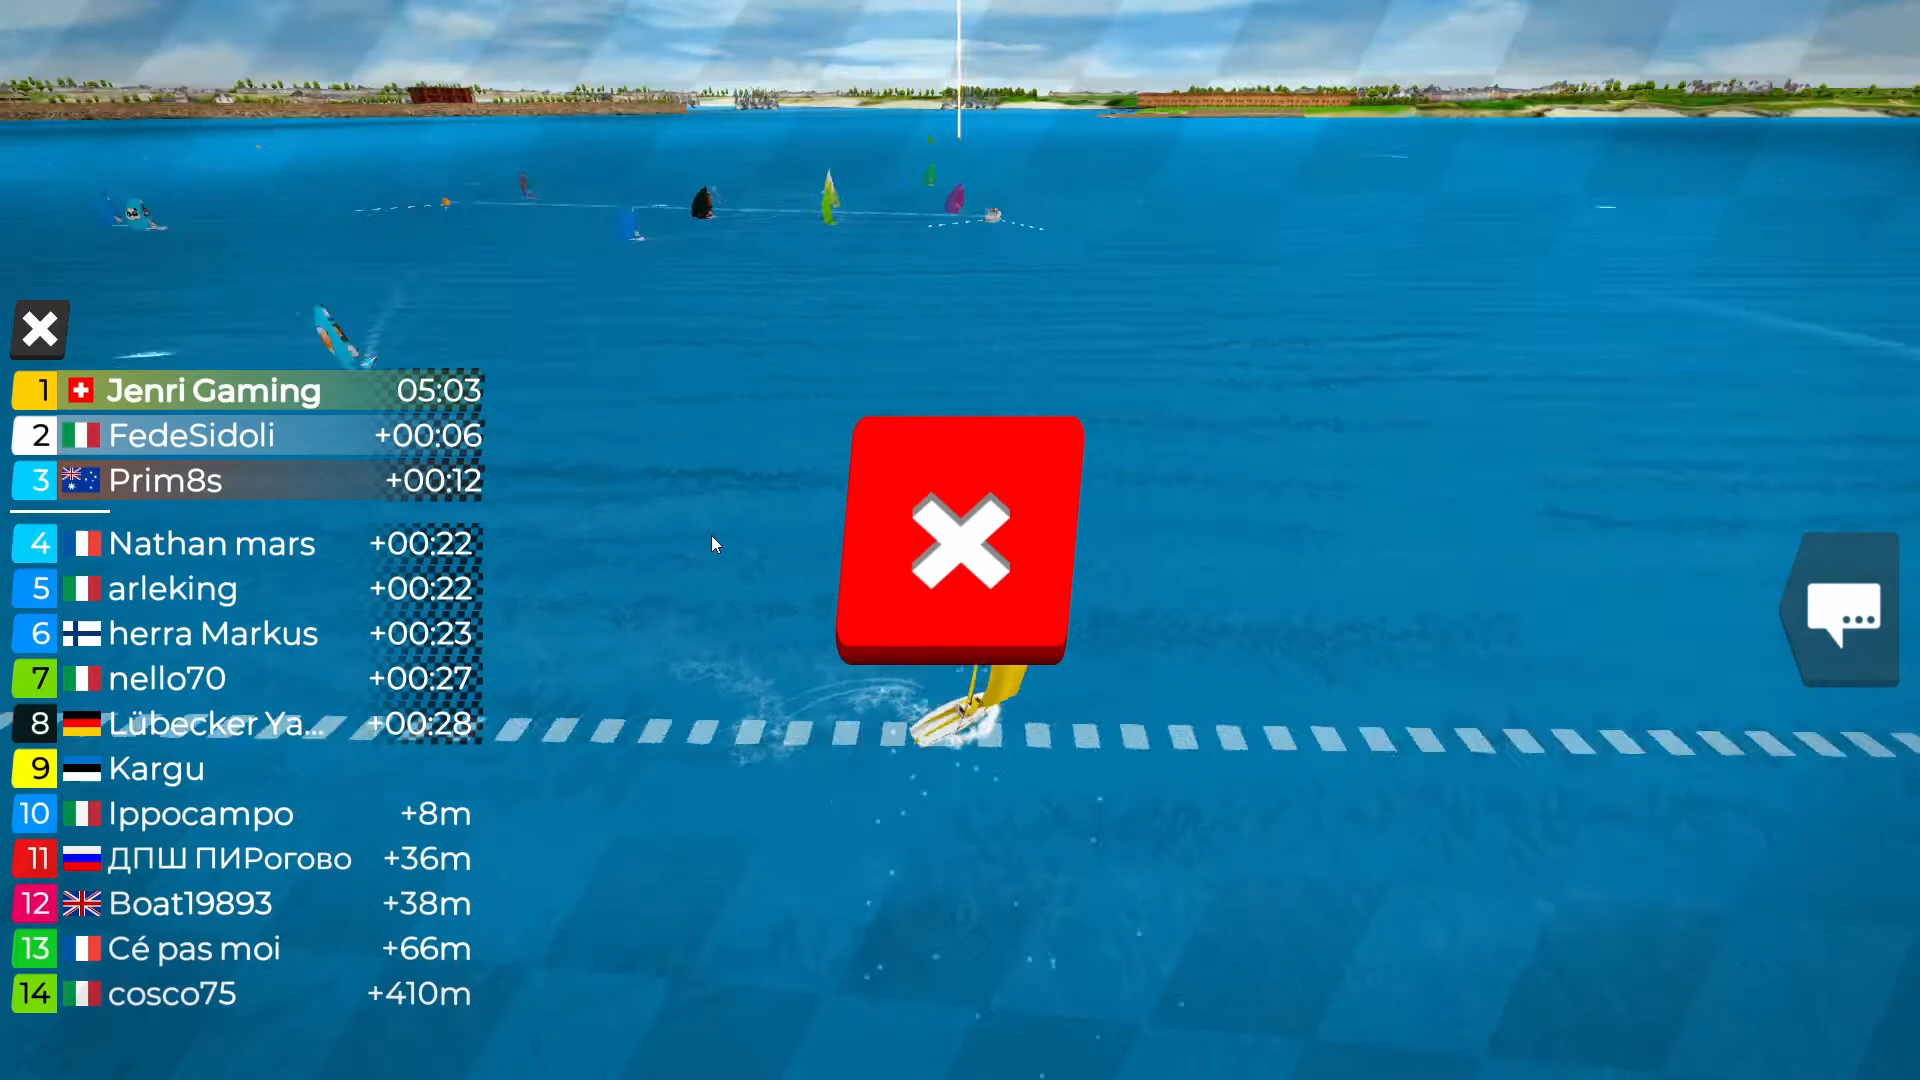 1 Jenri Gaming 05:03
2 FedeSidoli +00:06
3 Prim8s +00:12
4 Nathan mars +00:22
5 arleking +00:22
6 herra Markus +00:23
7 nello70 +00:27
8 Lübecker Ya... +00:28
9 Kargu
10 Ippocampo +8m
11 ДПШ ПИРогово +36m
12 Boat19893 +38m
13 Cé pas moi +66m
14 cosco75 +410m